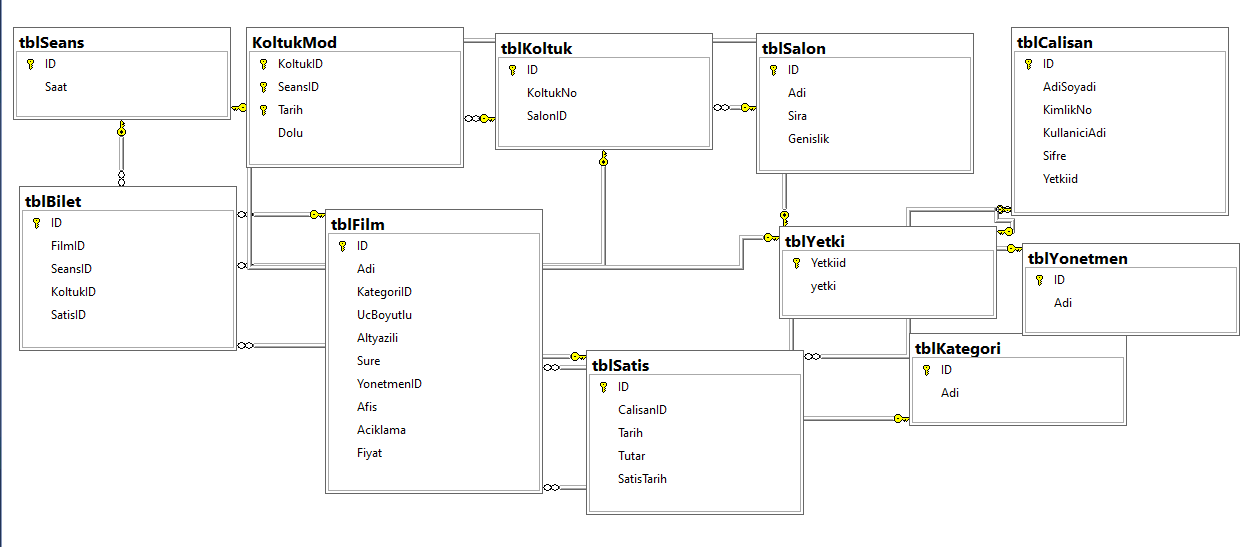 tblSeans
ID
Saat
KoltukMod
KoltukID
SeansID
Tarih
Dolu
tblKoltuk
ID
KoltukNo
SalonID
tblSalon
ID
Adi
Sira
Genislik
tblCalisan
ID
AdiSoyadi
KimlikNo
KullaniciAdi
Sifre
Yetkiid
tblBilet
ID
FilmID
SeansID
KoltukID
SatisID
tblFilm
ID
Adi
KategoriID
UcBoyutlu
Altyazili
Sure
YonetmenID
Afis
Aciklama
Fiyat
tblYetki
Yetkiid
yetki
tblYonetmen
ID
Adi
tblSatis
ID
CalisanID
Tarih
Tutar
SatisTarih
tblKategori
ID
Adi